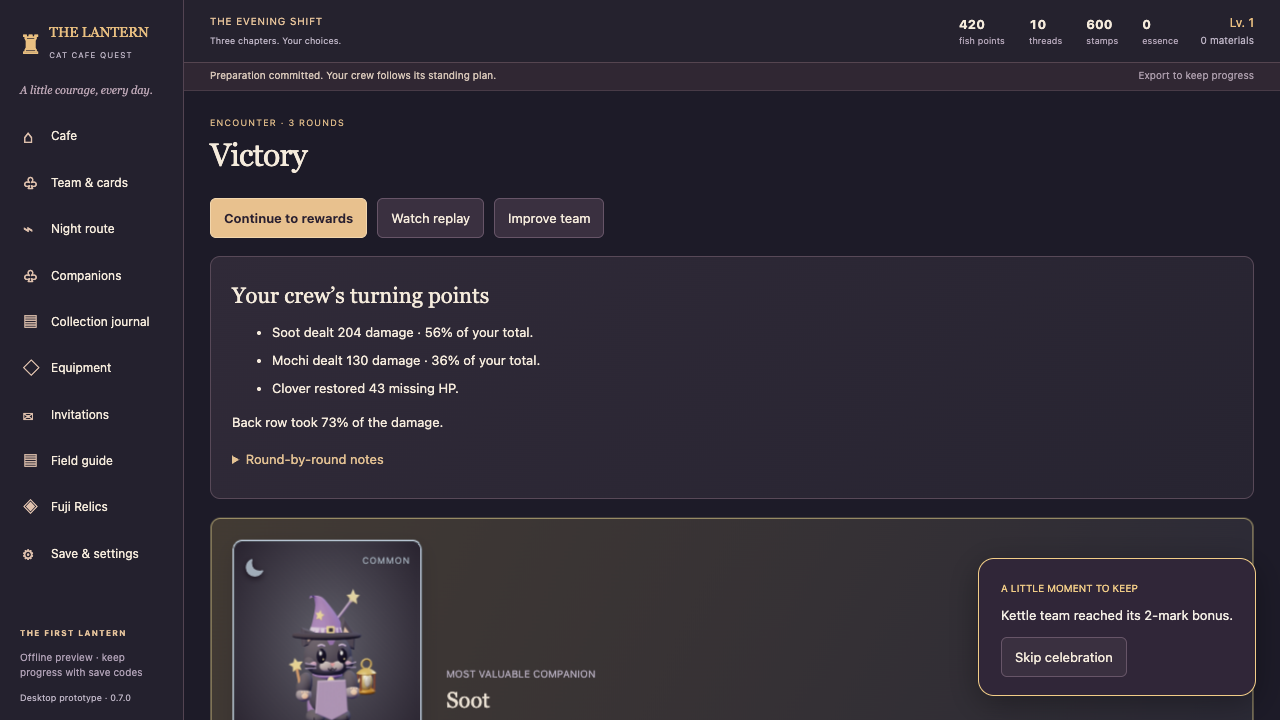 THE LANTERN
CAT CAFE QUEST
A little courage, every day.
Cafe
Team & cards
Night route
Companions
Collection journal
Equipment
Invitations
Field guide
Fuji Relics
Save & settings
THE FIRST LANTERN
Offline preview · keep
progress with save codes
Desktop prototype · 0.7.0
THE EVENING SHIFT
Three chapters. Your choices.
420
fish points
10
threads
600
stamps
0
essence
Lv. 1
0 materials
Preparation committed. Your crew follows its standing plan.
Export to keep progress
ENCOUNTER · 3 ROUNDS
Victory
Continue to rewards
Watch replay
Improve team
Your crew’s turning points
• Soot dealt 204 damage · 56% of your total.
• Mochi dealt 130 damage · 36% of your total.
• Clover restored 43 missing HP.
Back row took 73% of the damage.
Round-by-round notes
COMMON
MOST VALUABLE COMPANION
Soot
A LITTLE MOMENT TO KEEP
Kettle team reached its 2-mark bonus.
Skip celebration